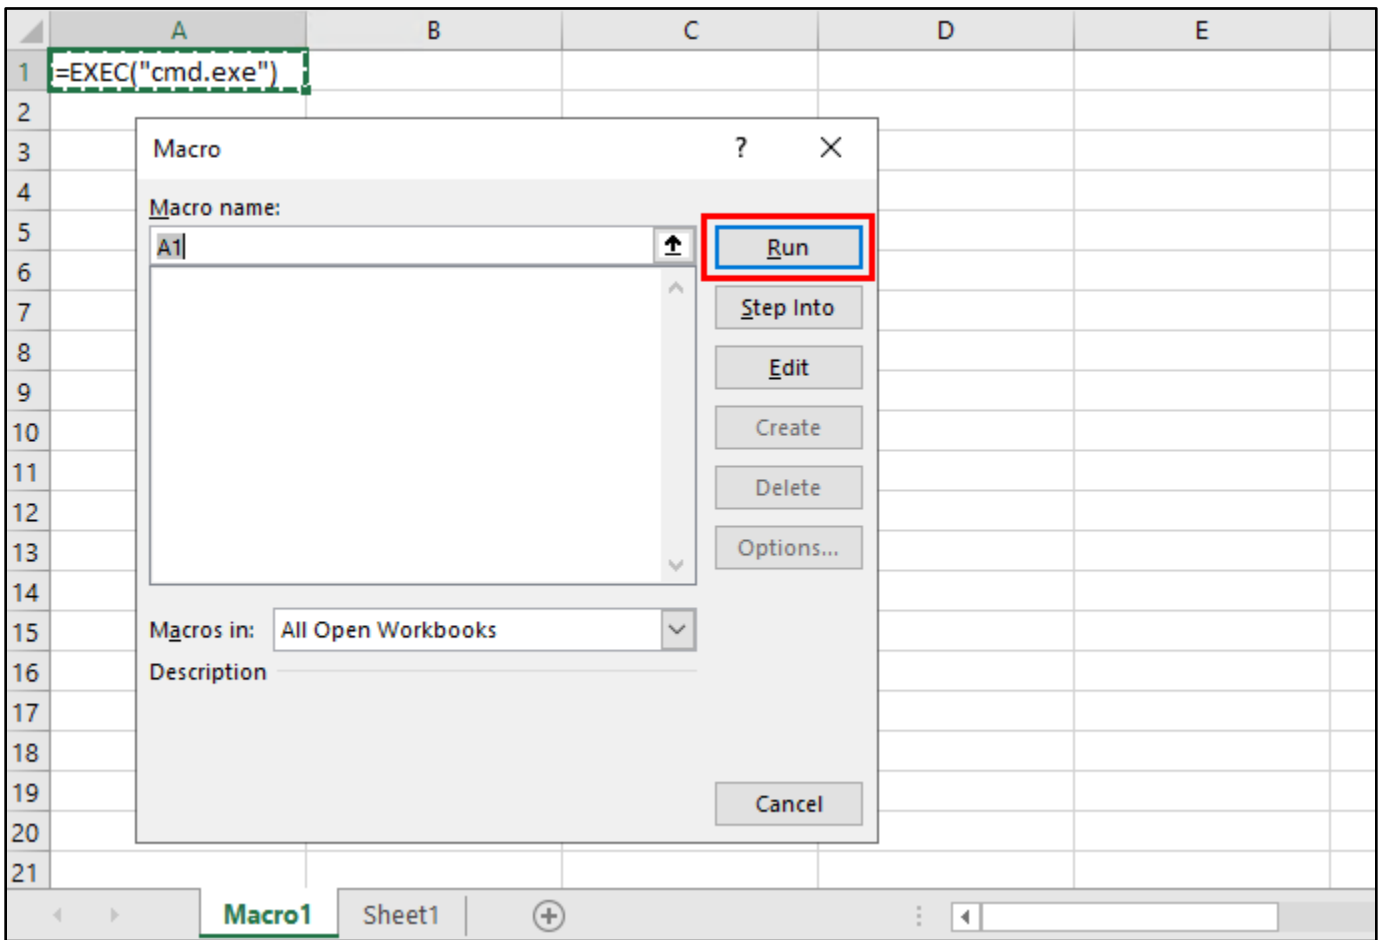 A B C D E
1 =EXEC("cmd.exe")
2
3 Macro ?
4 Macro name:
5 A1 Run
6
7 Step Into
8 Edit
9
10 Create
11 Delete
12
13 Options...
14
15 Macros in: All Open Workbooks
16 Description
17
18
19 Cancel
20
21
Macro1 Sheet1